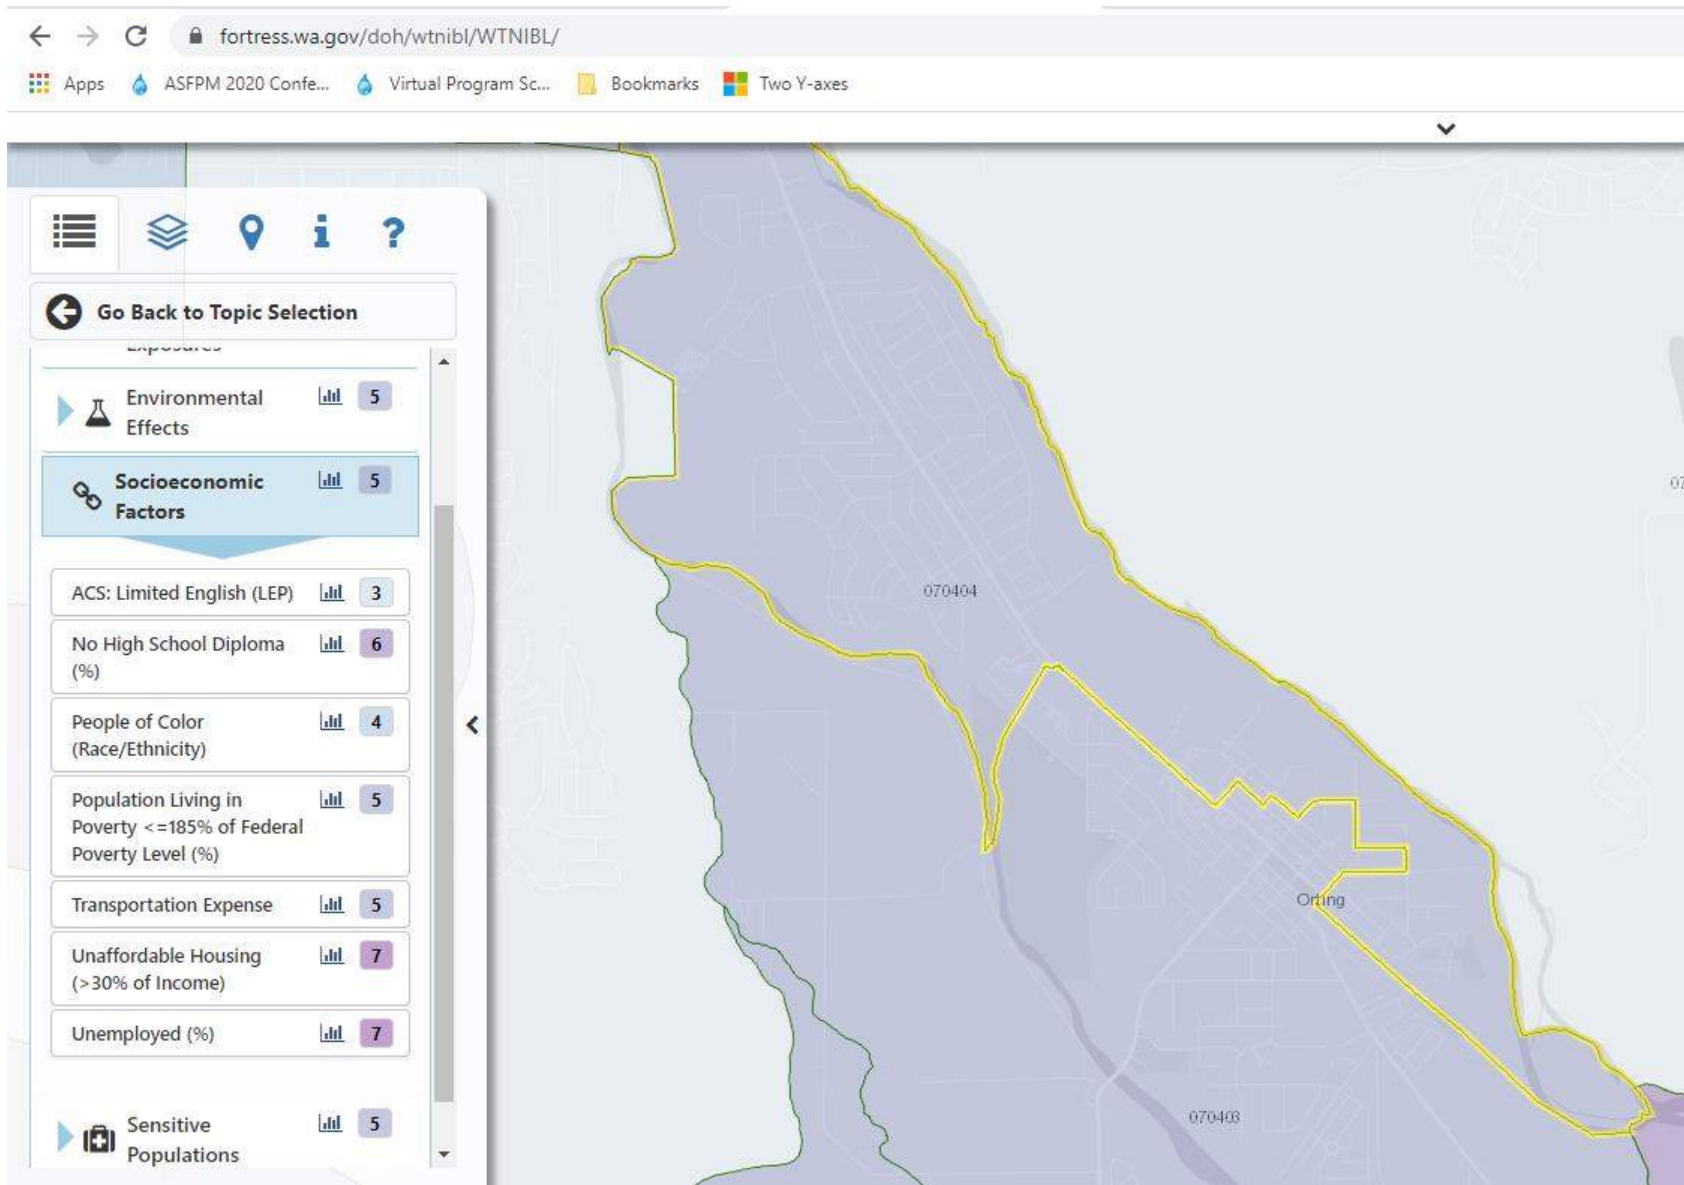 fortress.wa.gov/doh/wtnibl/WTNIBL/
Apps ASFPM 2020 Confe... Virtual Program Sc... Bookmarks Two Y-axes
?
Go Back to Topic Selection
Exposures
Environmental 5
Effects
Socioeconomic 5
Factors
ACS: Limited English (LEP) 3
No High School Diploma 6
(%)
People of Color 4
(Race/Ethnicity)
Population Living in 5
Poverty <=185% of Federal
Poverty Level (%)
Transportation Expense 5
Unaffordable Housing 7
(>30% of Income)
Unemployed (%) 7
Sensitive 5
Populations
070404
07
Orting
070403